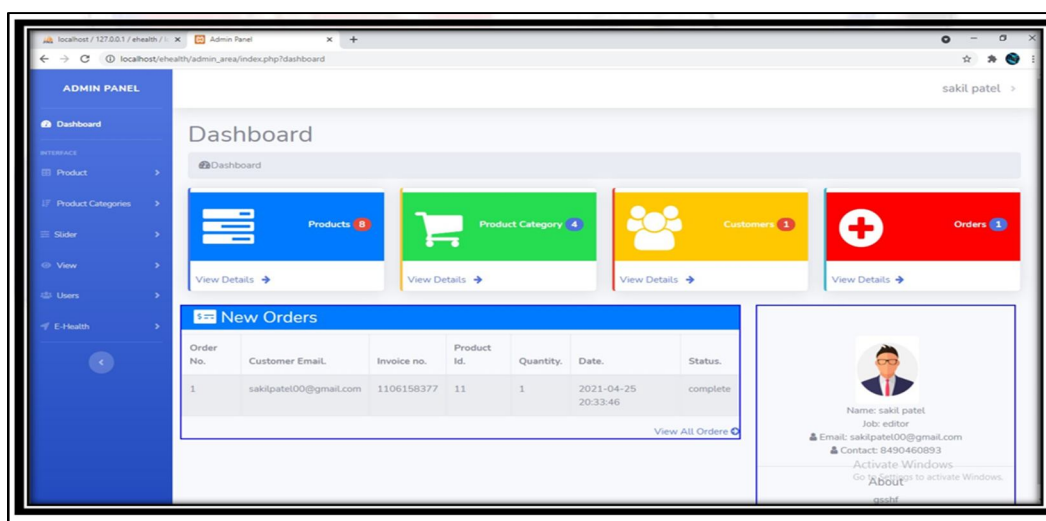 localhost / 127.0.0.1 / ehealth /
Admin Panel
localhost/ehealth/admin_area/index.php?dashboard
ADMIN PANEL
sakil patel >
Dashboard
INTERFACE
Product
Product Categories
Slider
View
Users
E-Health
Dashboard
Dashboard
Products 8
View Details
Product Category 4
View Details
Customers 1
View Details
Orders 1
View Details
New Orders
Order No. Customer Email. Invoice no. Product Id. Quantity. Date. Status.
1 sakilpatel00@gmail.com 1106158377 11 1 2021-04-25 20:33:46 complete
View All Ordere
Name: sakil patel
Job: editor
Email: sakilpatel00@gmail.com
Contact: 8490460893
Activate Windows
Go to Settings to activate Windows.
About
gsshf